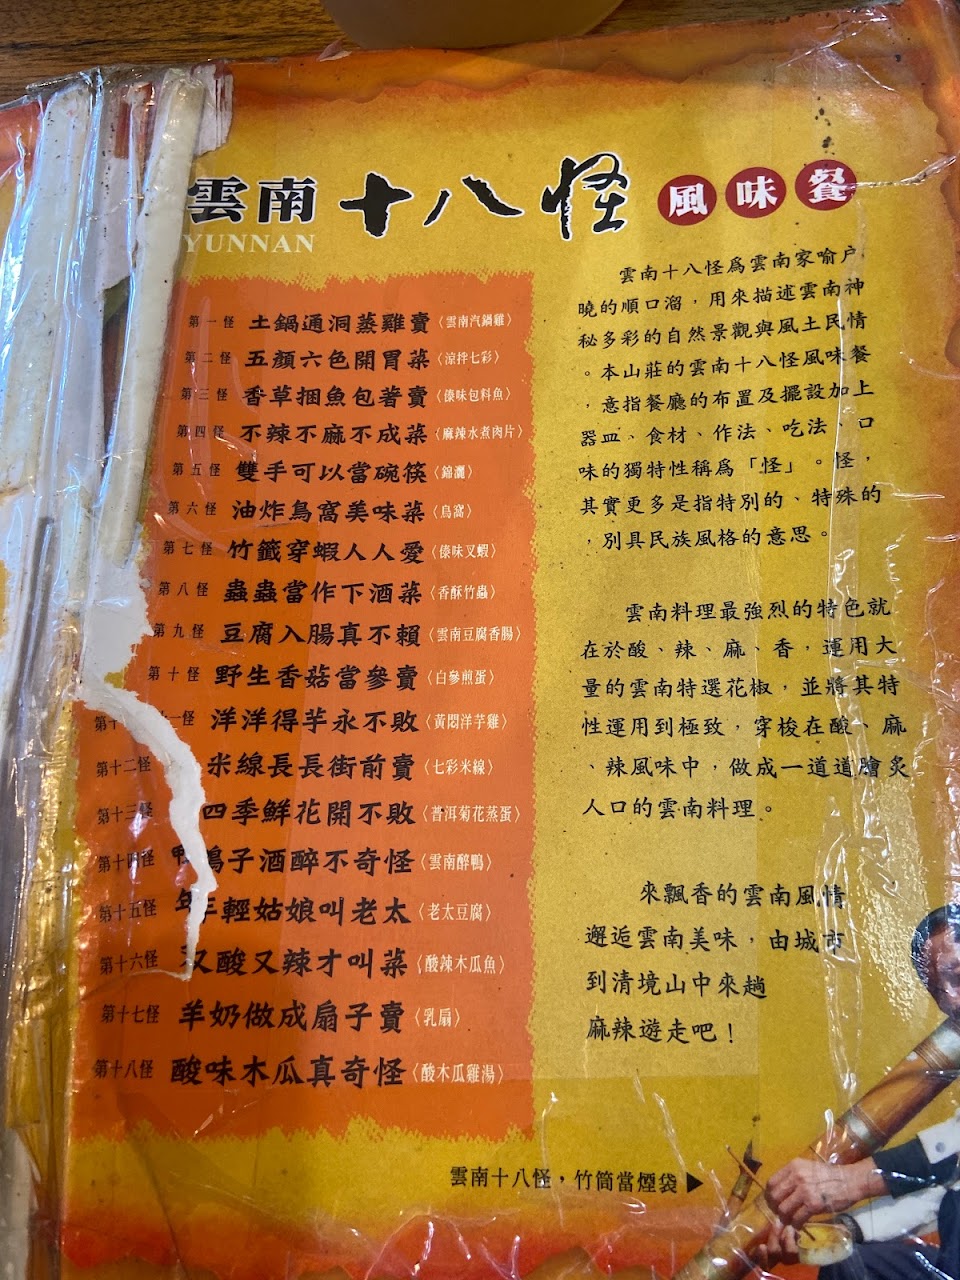 雲南十八怪 風味餐
YUNNAN
第一怪 土鍋通洞蒸雞賣〈雲南汽鍋雞〉
第二怪 五顏六色開胃菜〈涼拌七彩〉
第三怪 香草捆魚包著賣〈傣味包料魚〉
第四怪 不辣不麻不成菜〈麻辣水煮肉片〉
第五怪 雙手可以當碗筷〈錦灑〉
第六怪 油炸鳥窩美味菜〈鳥窩〉
第七怪 竹籤穿蝦人人愛〈傣味叉蝦〉
第八怪 蟲蟲當作下酒菜〈香酥竹蟲〉
第九怪 豆腐入腸真不賴〈雲南豆腐香腸〉
第十怪 野生香菇當參賣〈白參煎蛋〉
第十一怪 洋洋得芋永不敗〈黃悶洋芋雞〉
第十二怪 米線長長街前賣〈七彩米線〉
第十三怪 四季鮮花開不敗〈普洱菊花蒸蛋〉
第十四怪 鴨鴨子酒醉不奇怪〈雲南醉鴨〉
第十五怪 年年輕姑娘叫老太〈老太豆腐〉
第十六怪 又酸又辣才叫菜〈酸辣木瓜魚〉
第十七怪 羊奶做成扇子賣〈乳扇〉
第十八怪 酸味木瓜真奇怪〈酸木瓜雞湯〉
雲南十八怪為雲南家喻户
曉的順口溜，用來描述雲南神
秘多彩的自然景觀與風土民情
。本山莊的雲南十八怪風味餐
，意指餐廳的布置及擺設加上
器皿、食材、作法、吃法、口
味的獨特性稱為「怪」。怪，
其實更多是指特別的、特殊的
，別具民族風格的意思。
雲南料理最強烈的特色就
在於酸、辣、麻、香，運用大
量的雲南特選花椒，並將其特
性運用到極致，穿梭在酸、麻
、辣風味中，做成一道道膾炙
人口的雲南料理。
來飄香的雲南風情
邂逅雲南美味，由城市
到清境山中來趟
麻辣遊走吧！
雲南十八怪，竹筒當煙袋▶